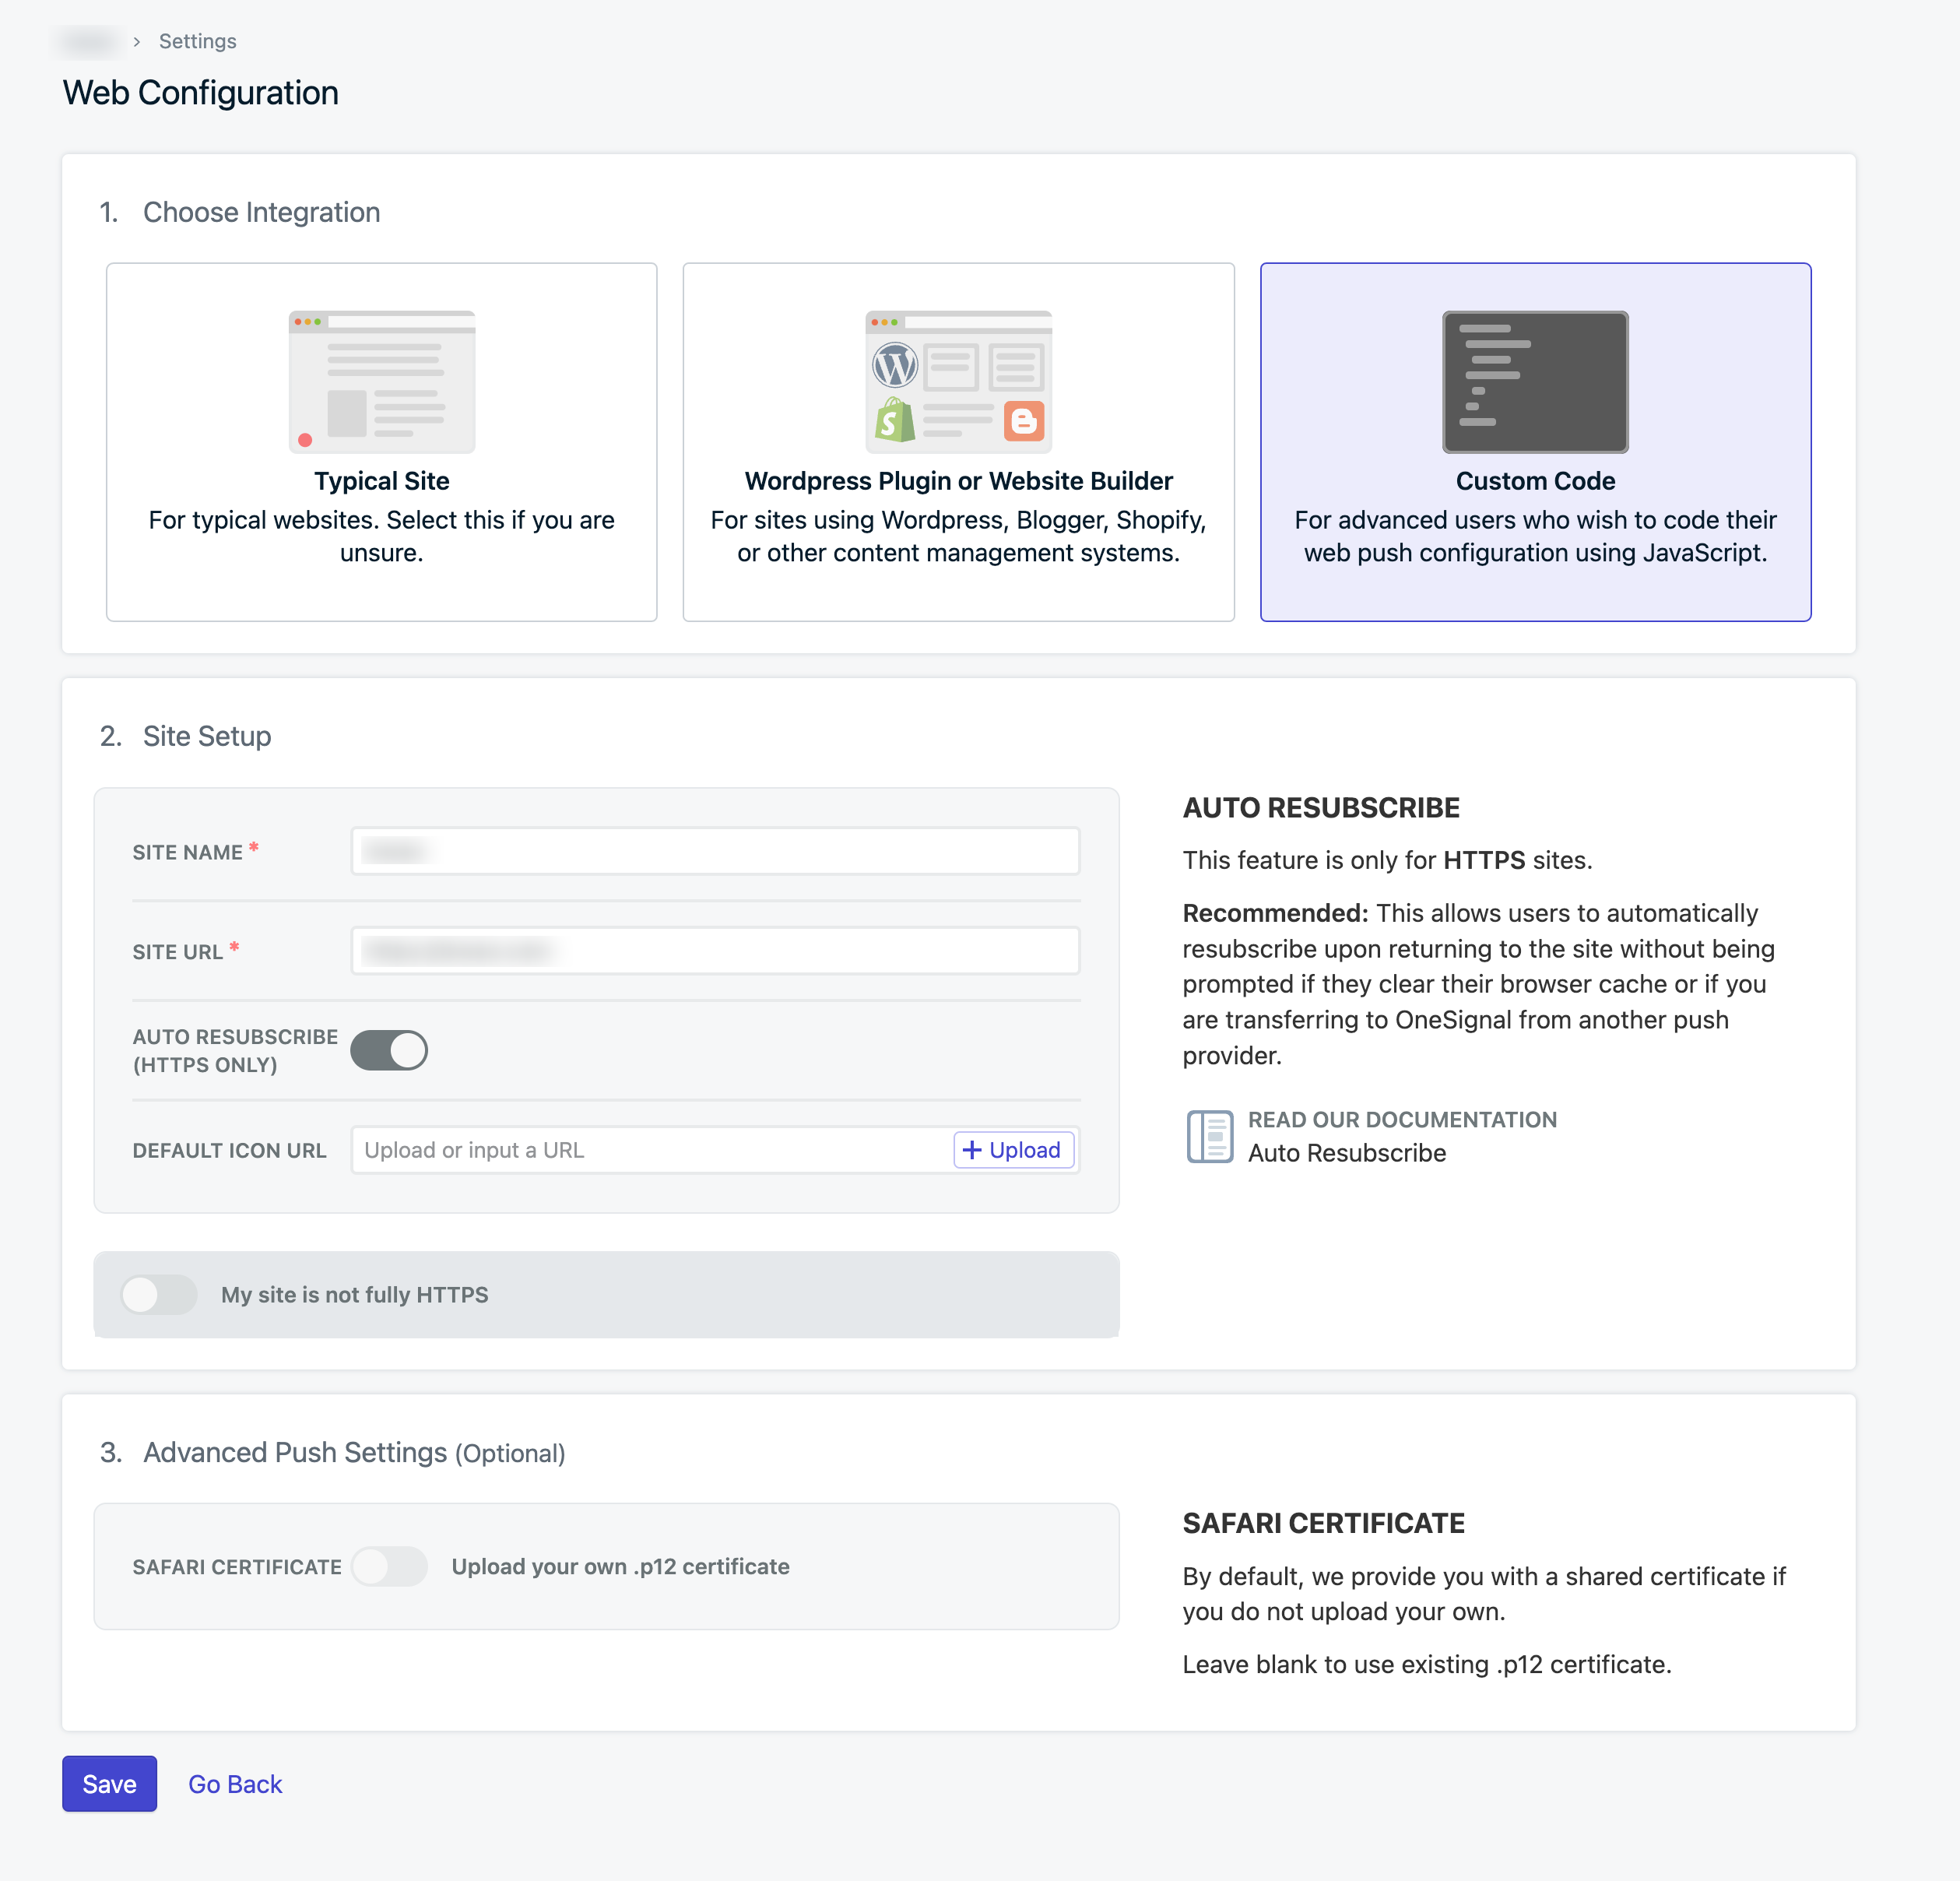 › Settings
Web Configuration
1. Choose Integration
Typical Site
For typical websites. Select this if you are
unsure.
Wordpress Plugin or Website Builder
For sites using Wordpress, Blogger, Shopify,
or other content management systems.
Custom Code
For advanced users who wish to code their
web push configuration using JavaScript.
2. Site Setup
SITE NAME *
SITE URL *
AUTO RESUBSCRIBE
(HTTPS ONLY)
DEFAULT ICON URL
Upload or input a URL
+ Upload
My site is not fully HTTPS
AUTO RESUBSCRIBE
This feature is only for HTTPS sites.
Recommended: This allows users to automatically
resubscribe upon returning to the site without being
prompted if they clear their browser cache or if you
are transferring to OneSignal from another push
provider.
READ OUR DOCUMENTATION
Auto Resubscribe
3. Advanced Push Settings (Optional)
SAFARI CERTIFICATE
Upload your own .p12 certificate
SAFARI CERTIFICATE
By default, we provide you with a shared certificate if
you do not upload your own.
Leave blank to use existing .p12 certificate.
Save
Go Back